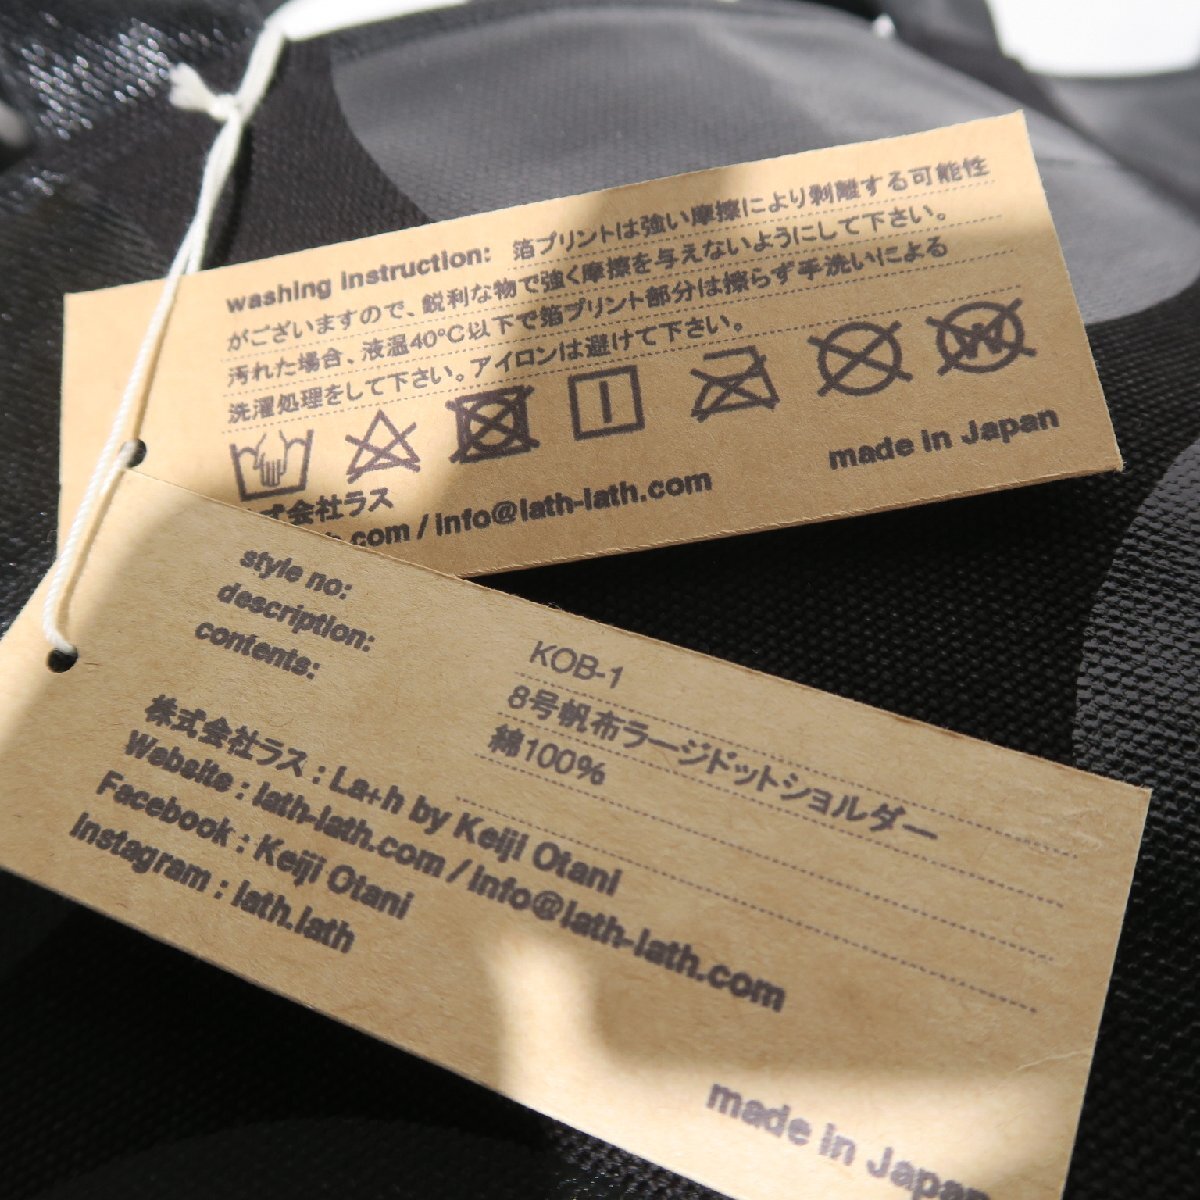 washing instruction: 箔プリントは強い摩擦により剥離する可能性
がございますので、鋭利な物で強く摩擦を与えないようにして下さい。
汚れた場合、液温40℃以下で箔プリント部分は擦らず手洗いによる
洗濯処理をして下さい。アイロンは避けて下さい。
W
made in Japan
式会社ラス
h.com / info@lath-lath.com
style no: KOB-1
description: 8号帆布ラージドットショルダー
contents: 綿100%
株式会社ラス : La+h by Keiji Otani
Website : lath-lath.com / info@lath-lath.com
Facebook : Keiji Otani
Instagram : lath.lath
made in Japan